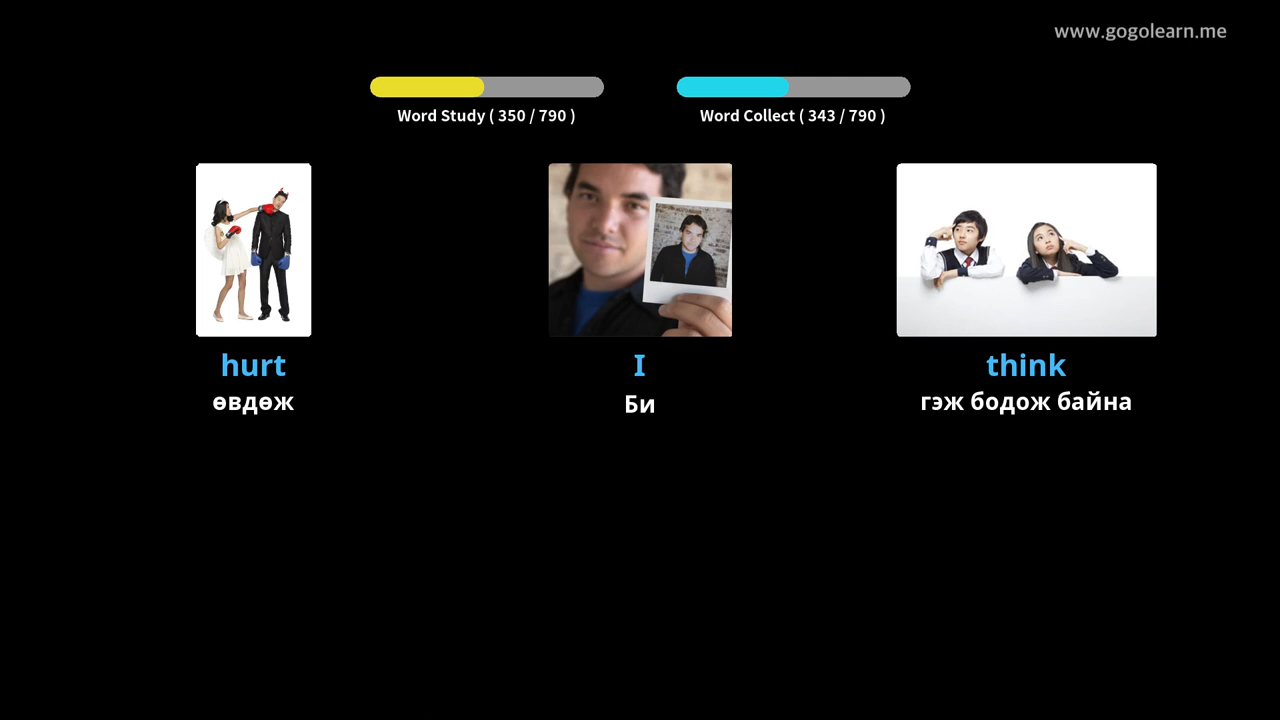 www.gogolearn.me
Word Study ( 350 / 790 )
Word Collect ( 343 / 790 )
hurt
өвдөж
I
Би
think
гэж бодож байна